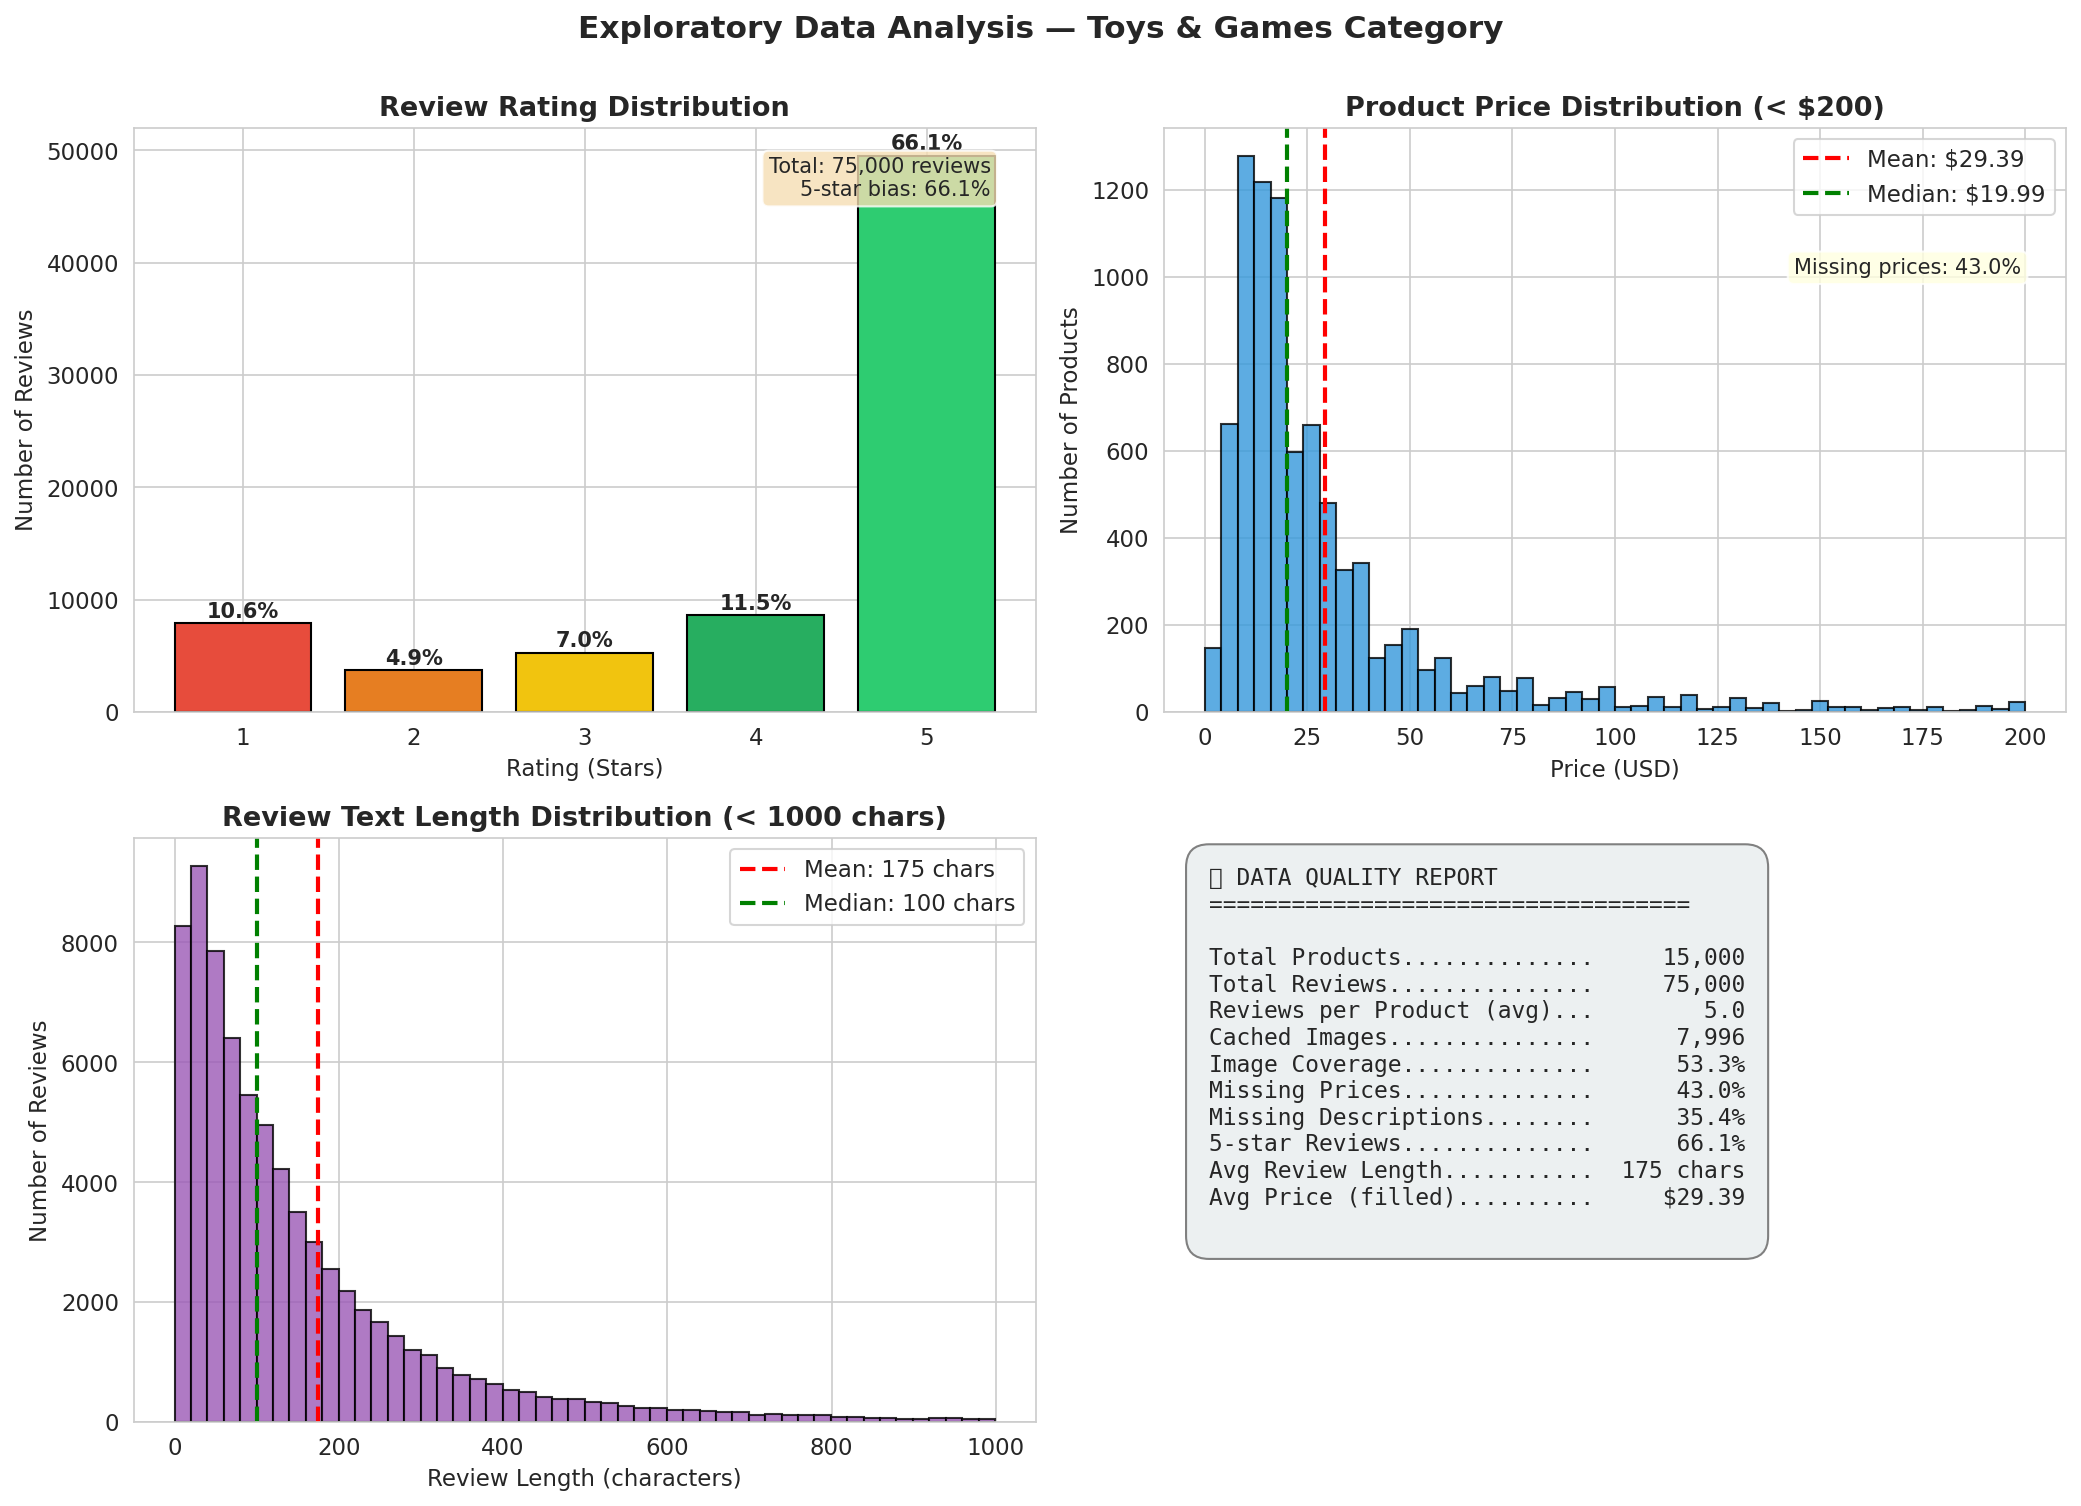 Exploratory Data Analysis — Toys & Games Category
Review Rating Distribution
66.1%
Total: 75,000 reviews
5-star bias: 66.1%
10.6%
4.9%
7.0%
11.5%
50000
40000
30000
20000
10000
0
Number of Reviews
1 2 3 4 5
Rating (Stars)
Product Price Distribution (< $200)
Mean: $29.39
Median: $19.99
Missing prices: 43.0%
1200
1000
800
600
400
200
0
Number of Products
0 25 50 75 100 125 150 175 200
Price (USD)
Review Text Length Distribution (< 1000 chars)
Mean: 175 chars
Median: 100 chars
8000
6000
4000
2000
0
Number of Reviews
0 200 400 600 800 1000
Review Length (characters)
DATA QUALITY REPORT
===================================
Total Products.............. 15,000
Total Reviews............... 75,000
Reviews per Product (avg)... 5.0
Cached Images............... 7,996
Image Coverage.............. 53.3%
Missing Prices.............. 43.0%
Missing Descriptions........ 35.4%
5-star Reviews.............. 66.1%
Avg Review Length........... 175 chars
Avg Price (filled).......... $29.39